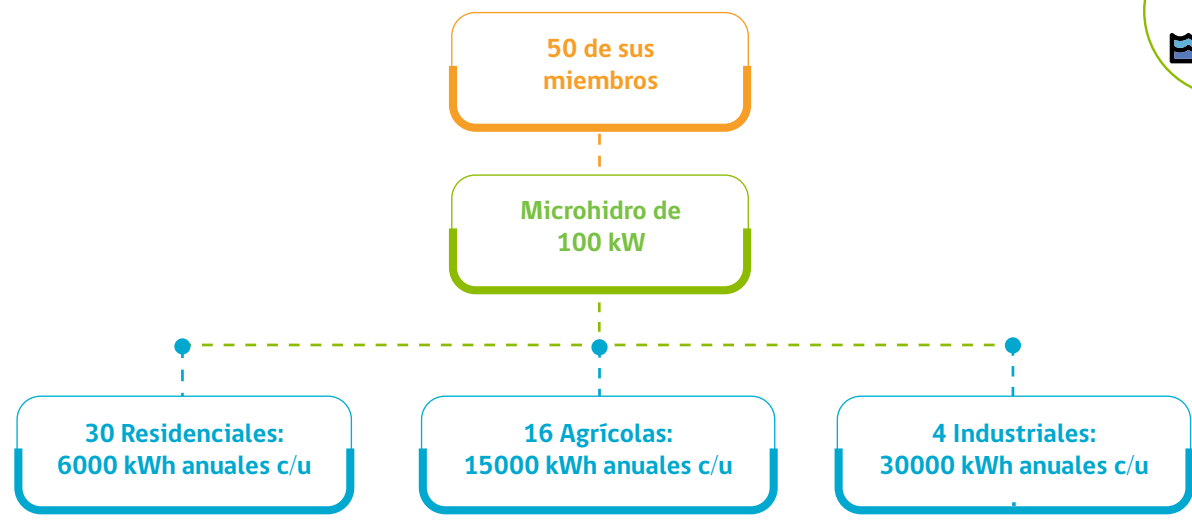 50 de sus
miembros
Microhidro de
100 kW
30 Residenciales:
6000 kWh anuales c/u
16 Agrícolas:
15000 kWh anuales c/u
4 Industriales:
30000 kWh anuales c/u